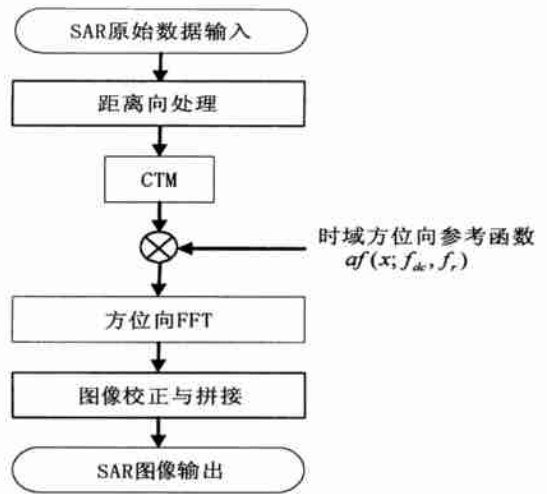 SAR原始数据输入
距离向处理
CTM
时域方位向参考函数
af(x; f_dc, f_r)
方位向FFT
图像校正与拼接
SAR图像输出